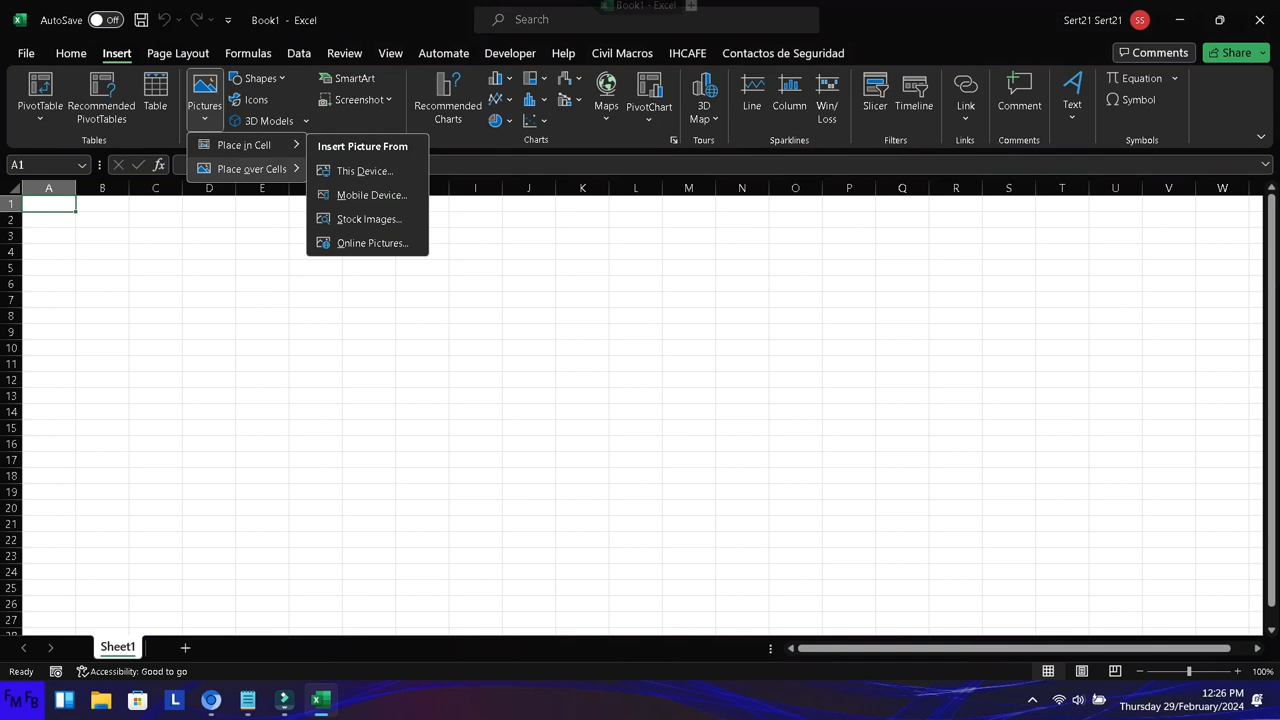 Book1 - Excel
AutoSave Off Book1 - Excel Search Sert21 Sert21 SS
File Home Insert Page Layout Formulas Data Review View Automate Developer Help Civil Macros IHCAFE Contactos de Seguridad Comments Share
PivotTable Recommended PivotTables Table
Tables
Pictures Shapes Icons 3D Models
SmartArt Screenshot
Recommended Charts Maps PivotChart
Charts
3D Map
Tours
Line Column Win/Loss
Sparklines
Slicer Timeline
Filters
Link
Links
Comment
Comments
Text
Equation Symbol
Symbols
Place in Cell
Place over Cells
Insert Picture From
This Device...
Mobile Device...
Stock Images...
Online Pictures...
A1 fx
A B C D E I J K L M N O P Q R S T U V W
1
2
3
4
5
6
7
8
9
10
11
12
13
14
15
16
17
18
19
20
21
22
23
24
25
26
27
28
Sheet1
Ready Accessibility: Good to go 100%
FM FB L
12:26 PM
Thursday 29/February/2024